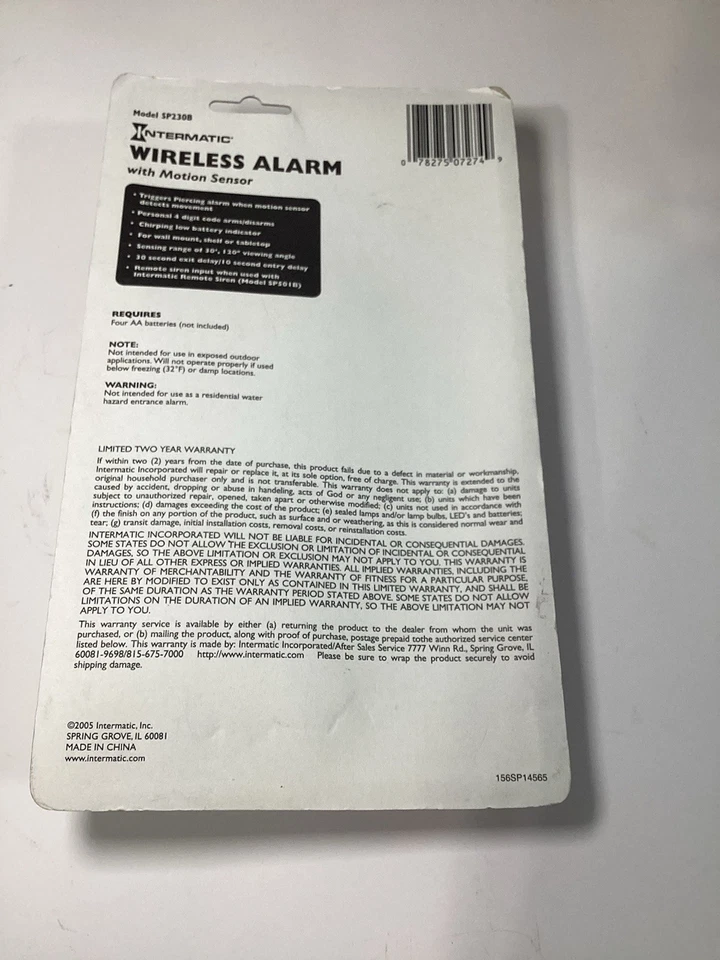 Model SP230B
INTERMATIC
WIRELESS ALARM
with Motion Sensor
• Triggers Piercing alarm when motion sensor
detects movement
• Personal 4 digit code arms/disarms
• Chirping low battery indicator
• For wall mount, shelf or tabletop
• Sensing range of 30', 120° viewing angle
• 30 second exit delay/10 second entry delay
• Remote siren input when used with
Intermatic Remote Siren (Model SP501B)
0 78275 07274 9
REQUIRES
Four AA batteries (not included)
NOTE:
Not intended for use in exposed outdoor
applications. Will not operate properly if used
below freezing (32°F) or damp locations.
WARNING:
Not intended for use as a residential water
hazard entrance alarm.
LIMITED TWO YEAR WARRANTY
If within two (2) years from the date of purchase, this product fails due to a defect in material or workmanship,
Intermatic Incorporated will repair or replace it, at its sole option, free of charge. This warranty is extended to the
original household purchaser only and is not transferable. This warranty does not apply to: (a) damage to units
caused by accident, dropping or abuse in handeling, acts of God or any negligent use; (b) units which have been
subject to unauthorized repair, opened, taken apart or otherwise modified; (c) units not used in accordance with
instructions; (d) damages exceeding the cost of the product; (e) sealed lamps and/or lamp bulbs, LED's and batteries;
(f) the finish on any portion of the product, such as surface and or weathering, as this is considered normal wear and
tear; (g) transit damage, initial installation costs, removal costs, or reinstallation costs.
INTERMATIC INCORPORATED WILL NOT BE LIABLE FOR INCIDENTAL OR CONSEQUENTIAL DAMAGES.
SOME STATES DO NOT ALLOW THE EXCLUSION OR LIMITATION OF INCIDENTAL OR CONSEQUENTIAL
DAMAGES, SO THE ABOVE LIMITATION OR EXCLUSION MAY NOT APPLY TO YOU. THIS WARRANTY IS
IN LIEU OF ALL OTHER EXPRESS OR IMPLIED WARRANTIES. ALL IMPLIED WARRANTIES, INCLUDING THE
WARRANTY OF MERCHANTABILITY AND THE WARRANTY OF FITNESS FOR A PARTICULAR PURPOSE,
ARE HERE BY MODIFIED TO EXIST ONLY AS CONTAINED IN THIS LIMITED WARRANTY, AND SHALL BE
OF THE SAME DURATION AS THE WARRANTY PERIOD STATED ABOVE. SOME STATES DO NOT ALLOW
LIMITATIONS ON THE DURATION OF AN IMPLIED WARRANTY, SO THE ABOVE LIMITATION MAY NOT
APPLY TO YOU.
This warranty service is available by either (a) returning the product to the dealer from whom the unit was
purchased, or (b) mailing the product, along with proof of purchase, postage prepaid tothe authorized service center
listed below. This warranty is made by: Intermatic Incorporated/After Sales Service 7777 Winn Rd., Spring Grove, IL
60081-9698/815-675-7000 http://www.intermatic.com Please be sure to wrap the product securely to avoid
shipping damage.
©2005 Intermatic, Inc.
SPRING GROVE, IL 60081
MADE IN CHINA
www.intermatic.com
156SP14565